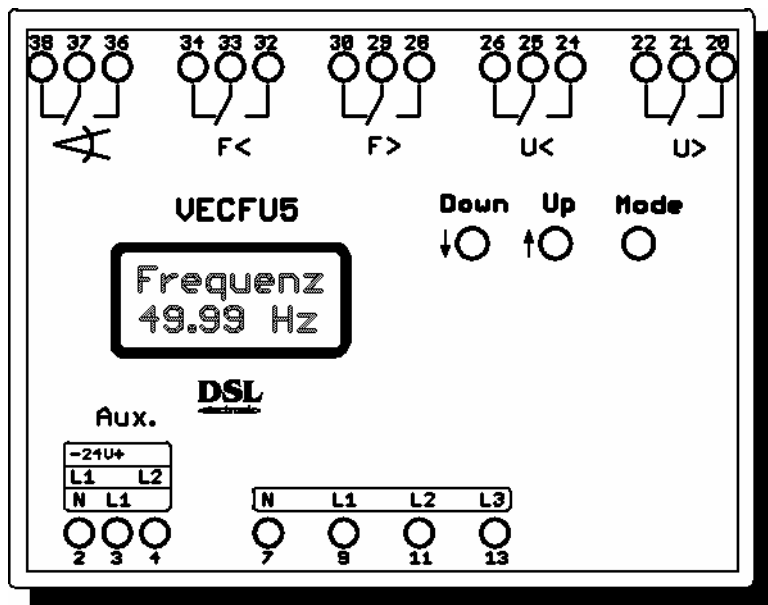 38 37 36 34 33 32 30 29 28 26 25 24 22 21 20
F< F> U< U>
VECFU5
Down Up Mode
Frequenz
49.99 Hz
DSL
electronic
Aux.
-24V+
L1 L2
N L1
N L1 L2 L3
2 3 4 7 9 11 13